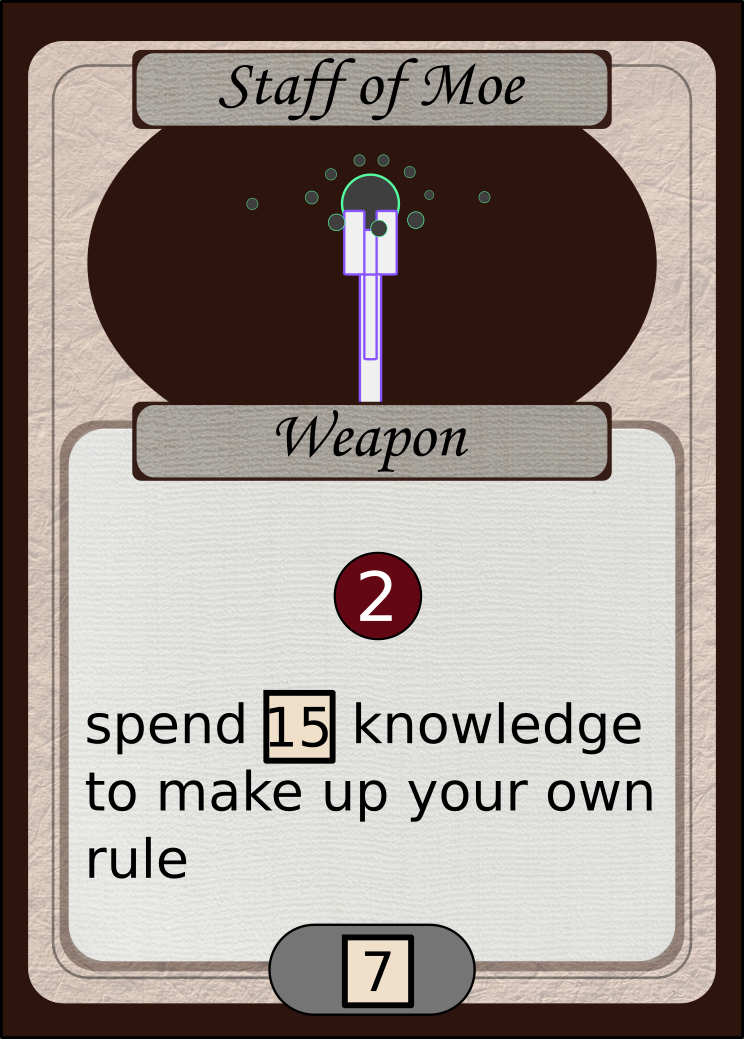 Staff of Moe
Weapon
2
spend 15 knowledge
to make up your own
rule
7